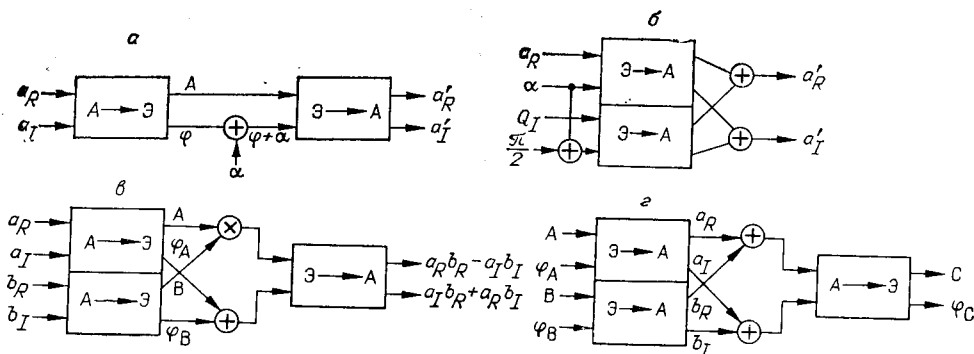 а
a_R
a_I
А → Э
A
φ
φ+α
α
Э → А
a'_R
a'_I
б
a_R
α
Q_I
π/2
Э → А
Э → А
a'_R
a'_I
в
a_R
a_I
b_R
b_I
А → Э
А → Э
A
φ_A
B
φ_B
Э → А
a_R b_R − a_I b_I
a_I b_R + a_R b_I
г
A
φ_A
B
φ_B
Э → А
Э → А
a_R
a_I
b_R
b_I
А → Э
C
φ_C